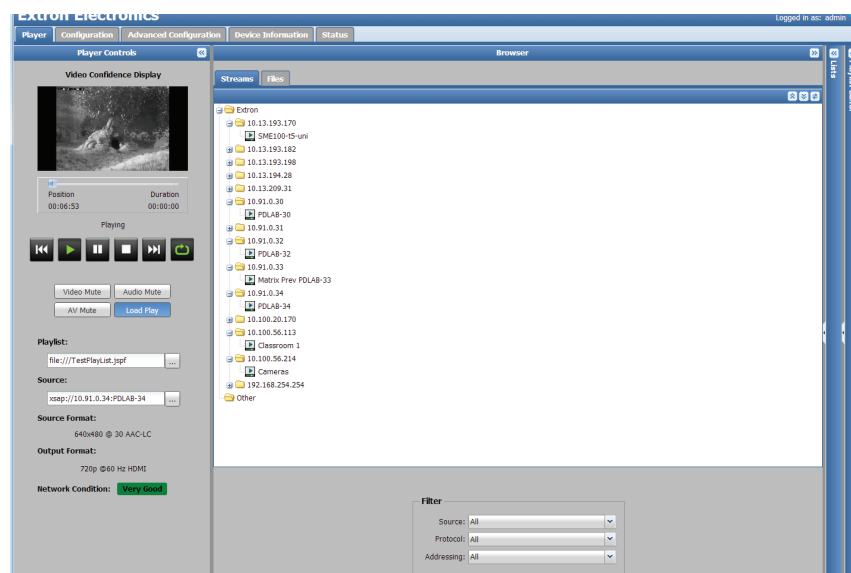 Extron Electronics
Logged in as: admin
Player Configuration Advanced Configuration Device Information Status
Player Controls
Browser
Lists
Video Confidence Display
Streams Files
Extron
10.13.193.170
SME100-t5-uni
10.13.193.182
10.13.193.198
10.13.194.28
10.13.209.31
10.91.0.30
PDLAB-30
10.91.0.31
10.91.0.32
PDLAB-32
10.91.0.33
Matrix Prev PDLAB-33
10.91.0.34
PDLAB-34
10.100.20.170
10.100.56.113
Classroom 1
10.100.56.214
Cameras
192.168.254.254
Other
Position Duration
00:06:53 00:00:00
Playing
Video Mute Audio Mute
AV Mute Load Play
Playlist:
file:///TestPlayList.jspf ...
Source:
xsap://10.91.0.34:PDLAB-34 ...
Source Format:
640x480 @ 30 AAC-LC
Output Format:
720p @60 Hz HDMI
Network Condition: Very Good
Filter
Source: All
Protocol: All
Addressing: All